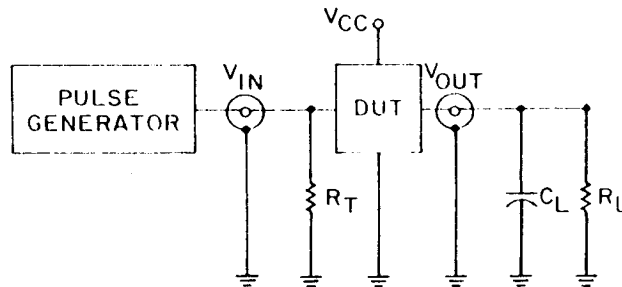 VCC
PULSE
GENERATOR
VIN
DUT
VOUT
RT
CL
RL